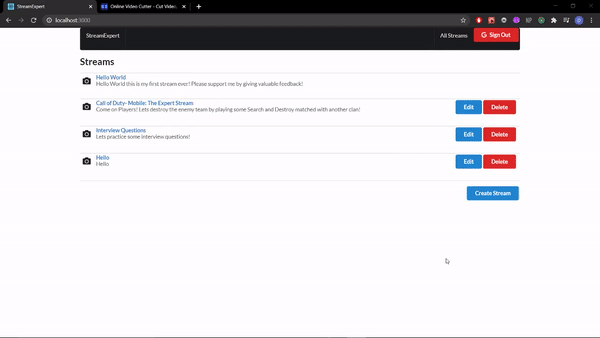 StreamExpert
Online Video Cutter - Cut Video,
localhost:3000
StreamExpert
All Streams
G Sign Out
Streams
Hello World
Hello World this is my first stream ever! Please support me by giving valuable feedback!
Call of Duty- Mobile: The Expert Stream
Come on Players! Lets destroy the enemy team by playing some Search and Destroy matched with another clan!
Edit
Delete
Interview Questions
Lets practice some interview questions!
Edit
Delete
Hello
Hello
Edit
Delete
Create Stream